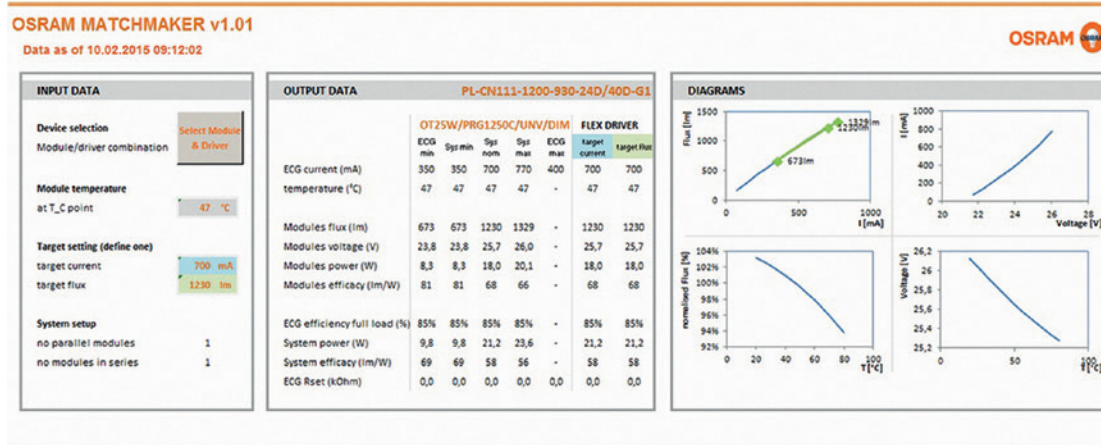 OSRAM MATCHMAKER v1.01
Data as of 10.02.2015 09:12:02
OSRAM
INPUT DATA
Device selection
Module/driver combination
Select Module & Driver
Module temperature
at T_C point 47 °C
Target setting (define one)
target current 700 mA
target flux 1230 lm
System setup
no parallel modules 1
no modules in series 1
OUTPUT DATA PL-CN111-1200-930-24D/40D-G1
OT25W/PRG1250C/UNV/DIM FLEX DRIVER
ECG min Sys min Sys nom Sys max ECG max target current target flux
ECG current (mA) 350 350 700 770 400 700 700
temperature (°C) 47 47 47 47 - 47 47
Modules flux (lm) 673 673 1230 1329 - 1230 1230
Modules voltage (V) 23,8 23,8 25,7 26,0 - 25,7 25,7
Modules power (W) 8,3 8,3 18,0 20,1 - 18,0 18,0
Modules efficacy (lm/W) 81 81 68 66 - 68 68
ECG efficiency full load (%) 85% 85% 85% 85% - 85% 85%
System power (W) 9,8 9,8 21,2 23,6 - 21,2 21,2
System efficacy (lm/W) 69 69 58 56 - 58 58
ECG Rset (kOhm) 0,0 0,0 0,0 0,0 0,0 0,0 0,0
DIAGRAMS
Flux [lm]
1500
1000
500
0
1329lm
1230lm
673lm
0 500 1000
I [mA]
I [mA]
1000
800
600
400
200
0
20 22 24 26 28
Voltage [V]
normalised Flux [%]
104%
102%
100%
98%
96%
94%
92%
0 20 40 60 80 100
T [°C]
Voltage [V]
26,2
26
25,8
25,6
25,4
25,2
0 50 100
T [°C]